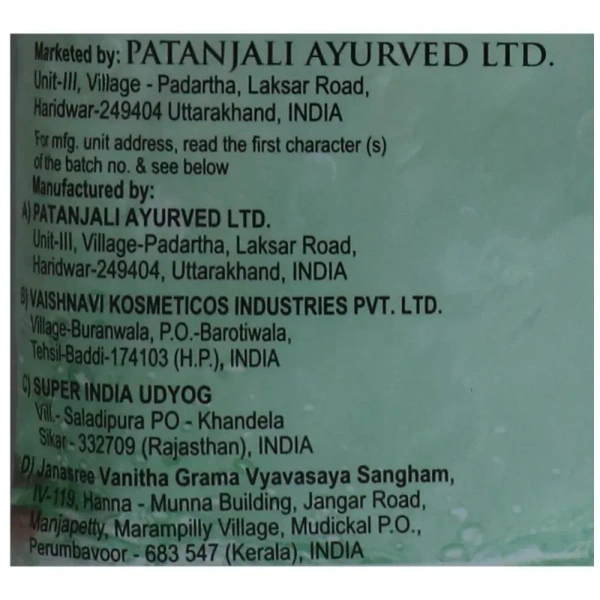 Marketed by: PATANJALI AYURVED LTD.
Unit-III, Village - Padartha, Laksar Road,
Haridwar-249404 Uttarakhand, INDIA
For mfg. unit address, read the first character (s)
of the batch no. & see below
Manufactured by:
A) PATANJALI AYURVED LTD.
Unit-III, Village-Padartha, Laksar Road,
Haridwar-249404, Uttarakhand, INDIA
B) VAISHNAVI KOSMETICOS INDUSTRIES PVT. LTD.
Village-Buranwala, P.O.-Barotiwala,
Tehsil-Baddi-174103 (H.P.), INDIA
C) SUPER INDIA UDYOG
Vill.- Saladipura PO - Khandela
Sikar - 332709 (Rajasthan), INDIA
D) Janasree Vanitha Grama Vyavasaya Sangham,
IV-119, Hanna - Munna Building, Jangar Road,
Manjapetty, Marampilly Village, Mudickal P.O.,
Perumbavoor - 683 547 (Kerala), INDIA